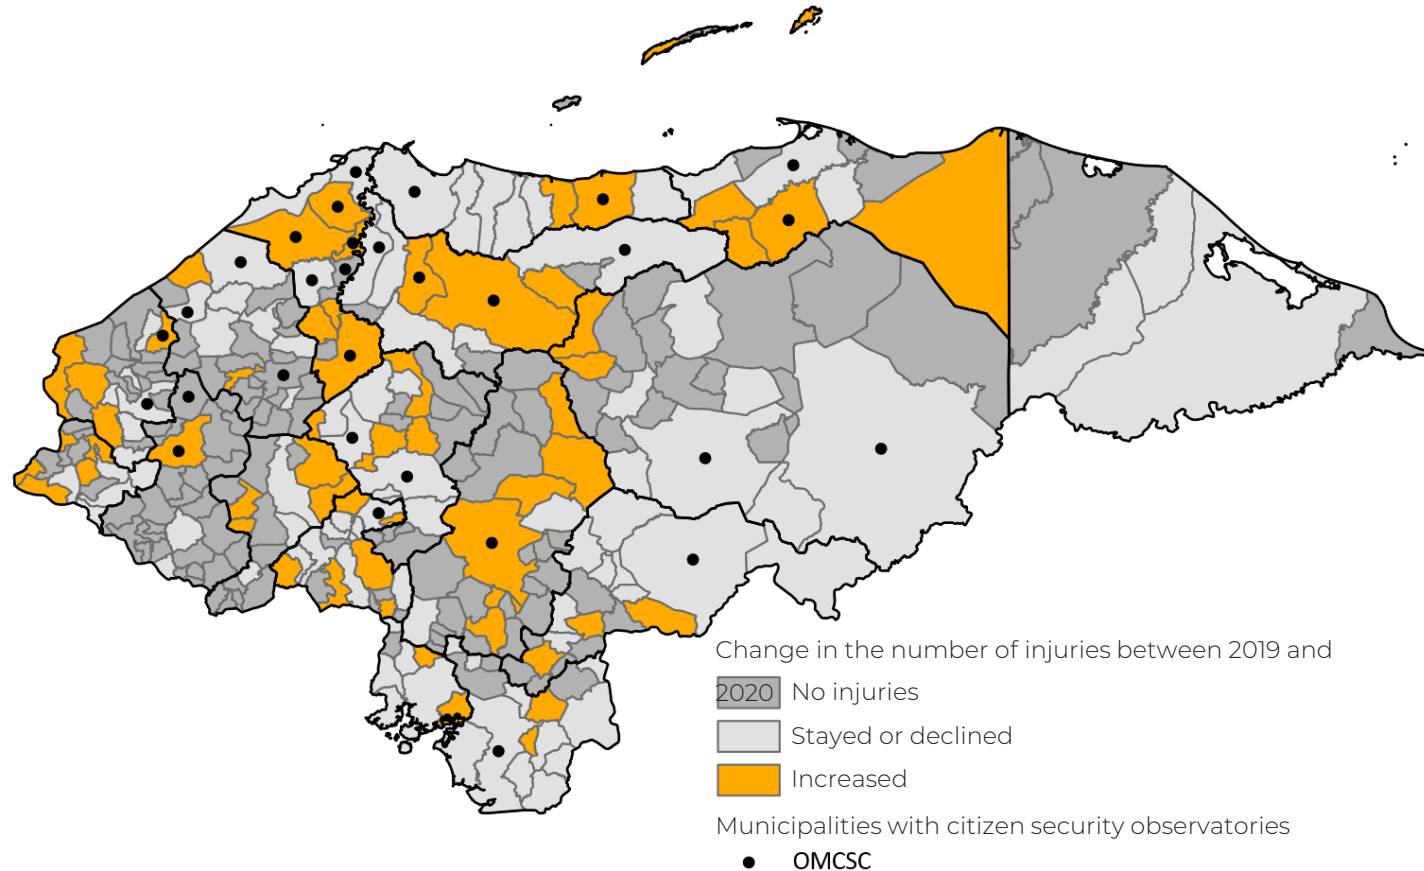 Change in the number of injuries between 2019 and
2020
No injuries
Stayed or declined
Increased
Municipalities with citizen security observatories
OMCSC